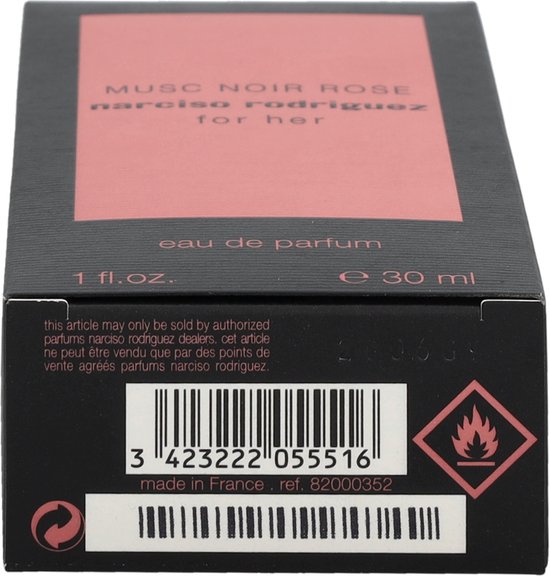 MUSC NOIR ROSE
narciso rodriguez
for her
eau de parfum
1 fl.oz. e 30 ml
this article may only be sold by authorized
parfums narciso rodriguez dealers. cet article
ne peut être vendu que par des points de
vente agréés parfums narciso rodriguez.
3 423222 055516
made in France . ref. 82000352